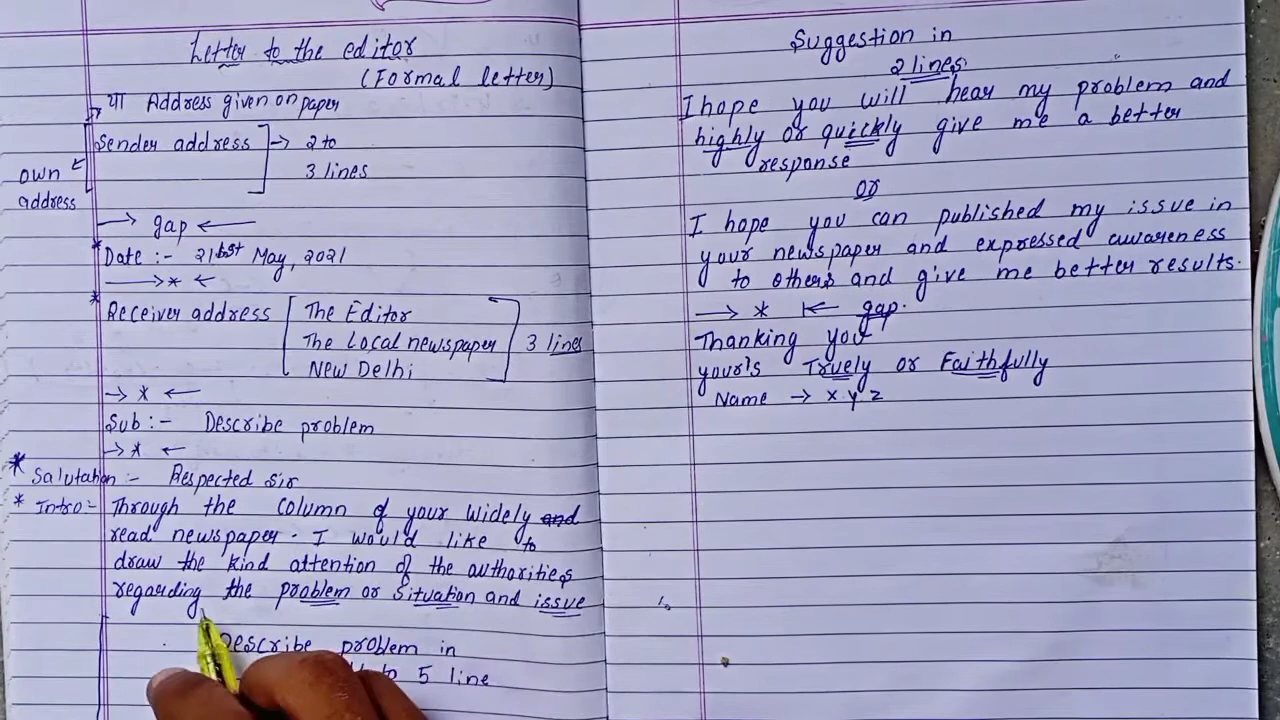 Letter to the editor
(Formal letter)
या Address given on paper
Sender address → 2 to
3 lines
own
address
→ gap ←
* Date :- 21st May, 2021
→ * ←
* Receiver address The Editor
The Local newspaper 3 lines
New Delhi
→ * ←
Sub :- Describe problem
→ * ←
* Salutation :- Respected Sir
* Intro :- Through the column of your widely and
read newspaper. I would like to
draw the kind attention of the authorities
regarding the problem or Situation and issue
Describe problem in
to 5 line
Suggestion in
2 lines
I hope you will hear my problem and
highly or quickly give me a better
response
or
I hope you can published my issue in
your newspaper and expressed awareness
to others and give me better results.
→ * ← gap.
Thanking you
your's Truely or Faithfully
Name → x y z